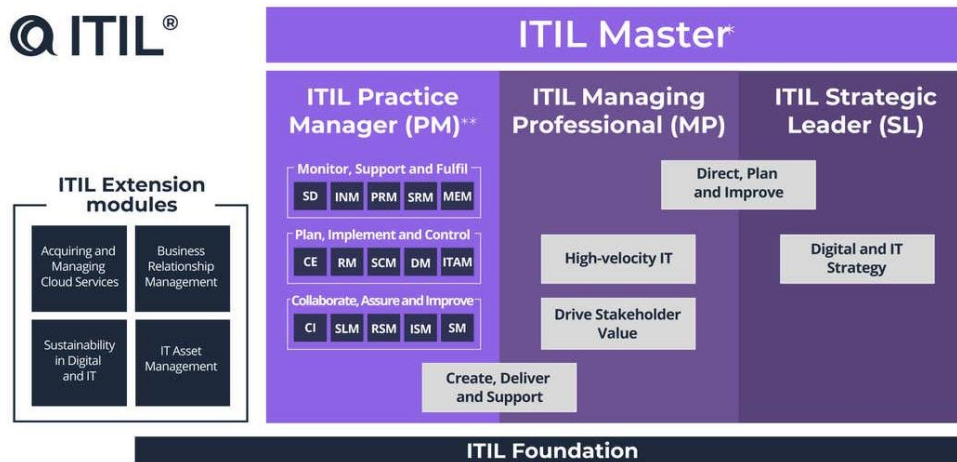 ITIL®
ITIL Master*
ITIL Practice
Manager (PM)**
ITIL Managing
Professional (MP)
ITIL Strategic
Leader (SL)
ITIL Extension
modules
Acquiring and
Managing
Cloud Services
Business
Relationship
Management
Sustainability
in Digital
and IT
IT Asset
Management
Monitor, Support and Fulfil
SD INM PRM SRM MEM
Plan, Implement and Control
CE RM SCM DM ITAM
Collaborate, Assure and Improve
CI SLM RSM ISM SM
Direct, Plan
and Improve
High-velocity IT
Digital and IT
Strategy
Drive Stakeholder
Value
Create, Deliver
and Support
ITIL Foundation